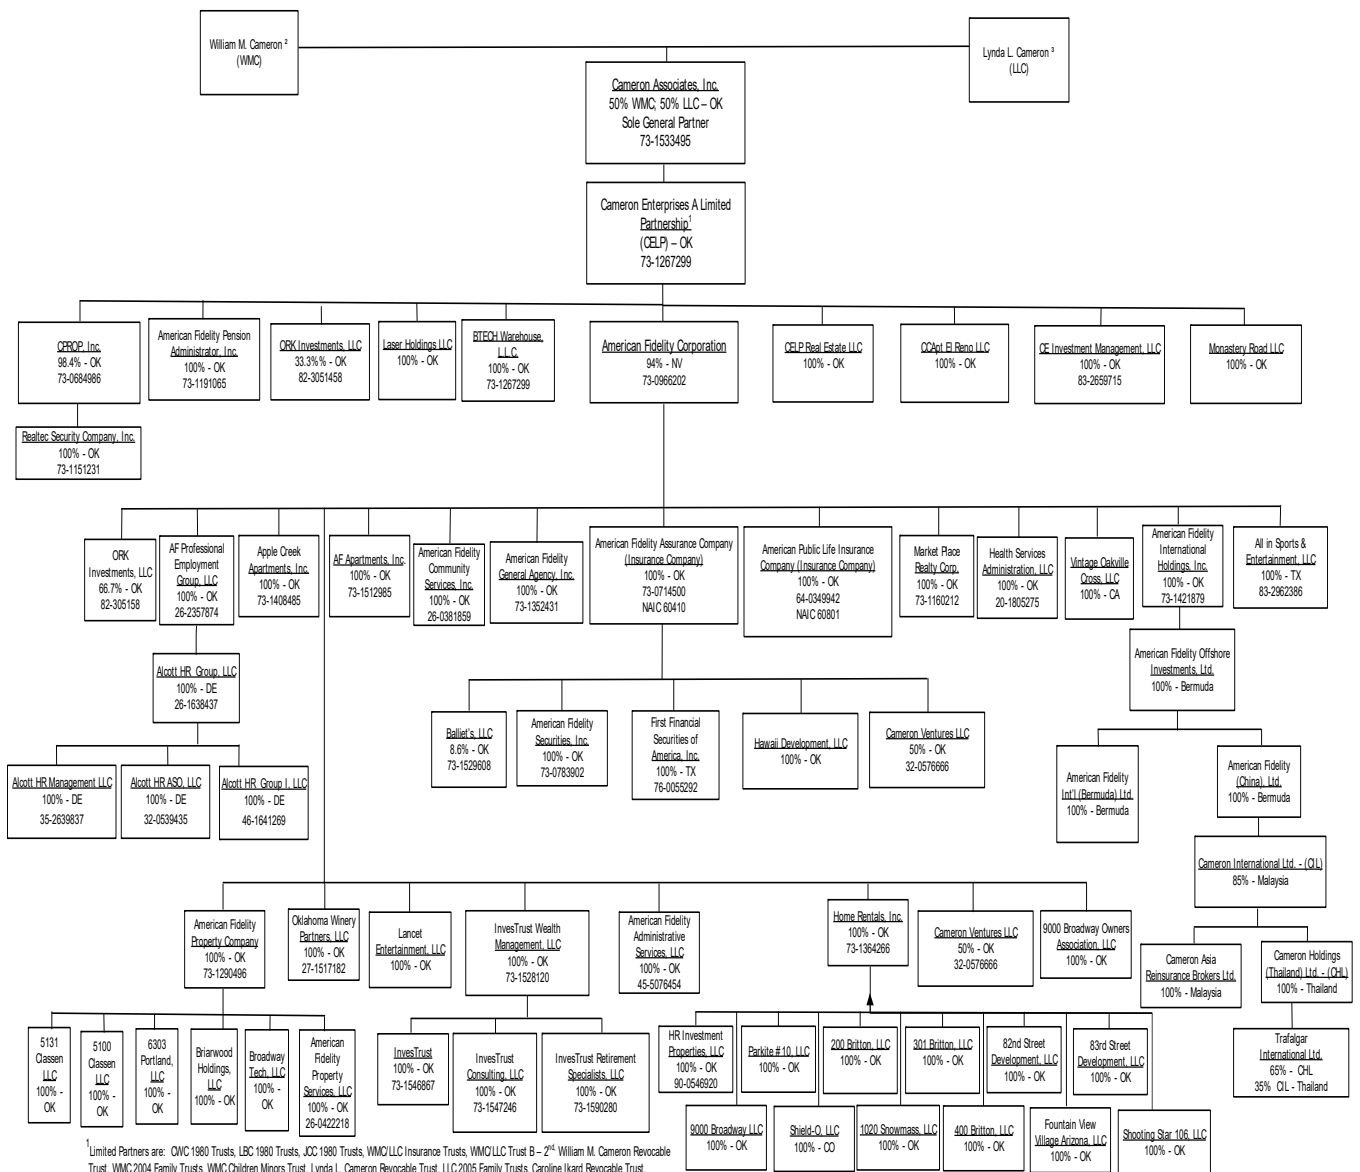 William M. Cameron ²
(WMC)
Lynda L. Cameron ³
(LLC)
Cameron Associates, Inc.
50% WMC; 50% LLC – OK
Sole General Partner
73-1533495
Cameron Enterprises A Limited
Partnership¹
(CELP) – OK
73-1267299
CPROP, Inc.
98.4% - OK
73-0684986
American Fidelity Pension
Administrator, Inc.
100% - OK
73-1191065
ORK Investments, LLC
33.3%% - OK
82-3051458
Laser Holdings LLC
100% - OK
BTECH Warehouse,
L.L.C.
100% - OK
73-1267299
American Fidelity Corporation
94% - NV
73-0966202
CELP Real Estate LLC
100% - OK
CCApt El Reno LLC
100% - OK
CE Investment Management, LLC
100% - OK
83-2659715
Monastery Road LLC
100% - OK
Realtec Security Company, Inc.
100% - OK
73-1151231
ORK
Investments, LLC
66.7% - OK
82-305158
AF Professional
Employment
Group, LLC
100% - OK
26-2357874
Apple Creek
Apartments, Inc.
100% - OK
73-1408485
AF Apartments, Inc.
100% - OK
73-1512985
American Fidelity
Community
Services, Inc.
100% - OK
26-0381859
American Fidelity
General Agency, Inc.
100% - OK
73-1352431
American Fidelity Assurance Company
(Insurance Company)
100% - OK
73-0714500
NAIC 60410
American Public Life Insurance
Company (Insurance Company)
100% - OK
64-0349942
NAIC 60801
Market Place
Realty Corp.
100% - OK
73-1160212
Health Services
Administration, LLC
100% - OK
20-1805275
Vintage Oakville
Cross, LLC
100% - CA
American Fidelity
International
Holdings, Inc.
100% - OK
73-1421879
All in Sports &
Entertainment, LLC
100% - TX
83-2962386
Alcott HR Group, LLC
100% - DE
26-1638437
American Fidelity Offshore
Investments, Ltd.
100% - Bermuda
Alcott HR Management LLC
100% - DE
35-2639837
Alcott HR ASO, LLC
100% - DE
32-0539435
Alcott HR Group I, LLC
100% - DE
46-1641269
Balliet's, LLC
8.6% - OK
73-1529608
American Fidelity
Securities, Inc.
100% - OK
73-0783902
First Financial
Securities of
America, Inc.
100% - TX
76-0055292
Hawaii Development, LLC
100% - OK
Cameron Ventures LLC
50% - OK
32-0576666
American Fidelity
Int'l (Bermuda) Ltd.
100% - Bermuda
American Fidelity
(China), Ltd.
100% - Bermuda
Cameron International Ltd. - (CIL)
85% - Malaysia
American Fidelity
Property Company
100% - OK
73-1290496
Oklahoma Winery
Partners, LLC
100% - OK
27-1517182
Lancet
Entertainment, LLC
100% - OK
InvesTrust Wealth
Management, LLC
100% - OK
73-1528120
American Fidelity
Administrative
Services, LLC
100% - OK
45-5076454
Home Rentals, Inc.
100% - OK
73-1364266
Cameron Ventures LLC
50% - OK
32-0576666
9000 Broadway Owners
Association, LLC
100% - OK
Cameron Asia
Reinsurance Brokers Ltd.
100% - Malaysia
Cameron Holdings
(Thailand) Ltd. - (CHL)
100% - Thailand
5131
Classen
LLC
100% -
OK
5100
Classen
LLC
100% -
OK
6303
Portland,
LLC
100% -
OK
Briarwood
Holdings,
LLC
100% - OK
Broadway
Tech, LLC
100% -
OK
American
Fidelity
Property
Services, LLC
100% - OK
26-0422218
InvesTrust
100% - OK
73-1546867
InvesTrust
Consulting, LLC
100% - OK
73-1547246
InvesTrust Retirement
Specialists, LLC
100% - OK
73-1590280
HR Investment
Properties, LLC
100% - OK
90-0546920
Parkite # 10, LLC
100% - OK
200 Britton, LLC
100% - OK
301 Britton, LLC
100% - OK
82nd Street
Development, LLC
100% - OK
83rd Street
Development, LLC
100% - OK
Trafalgar
International Ltd.
65% - CHL
35% CIL - Thailand
9000 Broadway LLC
100% - OK
Shield-O, LLC
100% - CO
1020 Snowmass, LLC
100% - OK
400 Britton, LLC
100% - OK
Fountain View
Village Arizona, LLC
100% - OK
Shooting Star 106, LLC
100% - OK
¹Limited Partners are: CWC 1980 Trusts, LBC 1980 Trusts, JCC 1980 Trusts, WMC/LLC Insurance Trusts, WMC/LLC Trust B – 2nd, William M. Cameron Revocable
Trust, WMC 2004 Family Trusts, WMC Children Minors Trust, Lynda L. Cameron Revocable Trust, LLC 2005 Family Trusts, Caroline Ikard Revocable Trust,